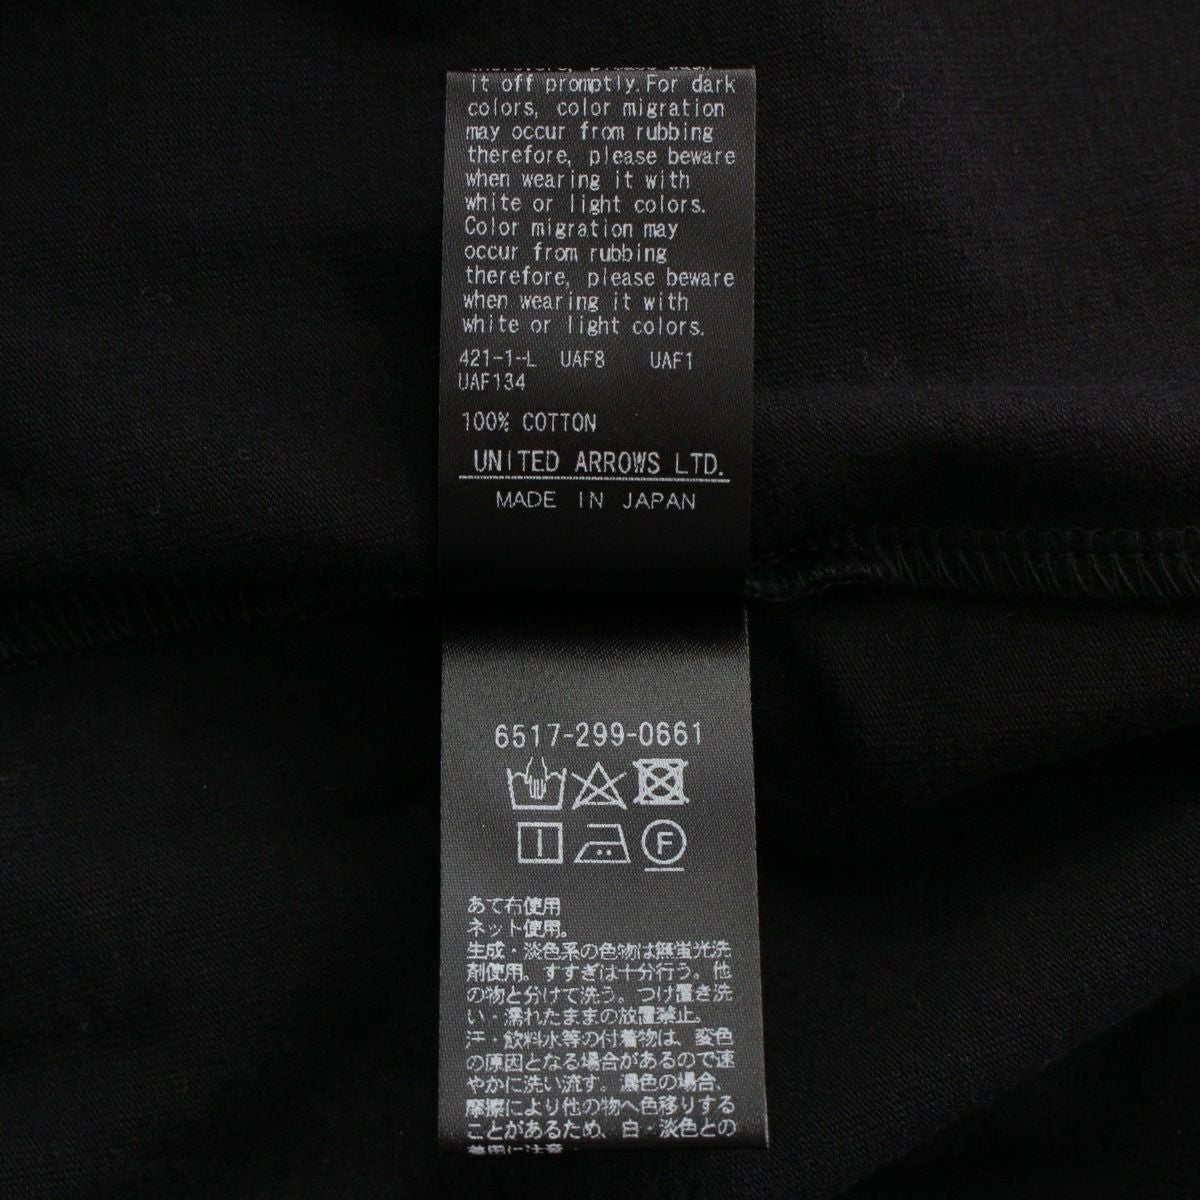 therefore, please wash
it off promptly.For dark
colors, color migration
may occur from rubbing
therefore, please beware
when wearing it with
white or light colors.
Color migration may
occur from rubbing
therefore, please beware
when wearing it with
white or light colors.
421-1-L UAF8 UAF1
UAF134
100% COTTON
UNITED ARROWS LTD.
MADE IN JAPAN
6517-299-0661
F
あて布使用
ネット使用。
生成・淡色系の色物は無蛍光洗
剤使用。すすぎは十分行う。他
の物と分けて洗う。つけ置き洗
い・濡れたままの放置禁止。
汗・飲料水等の付着物は、変色
の原因となる場合があるので速
やかに洗い流す。濃色の場合、
摩擦により他の物へ色移りする
ことがあるため、白・淡色との
着用に注意